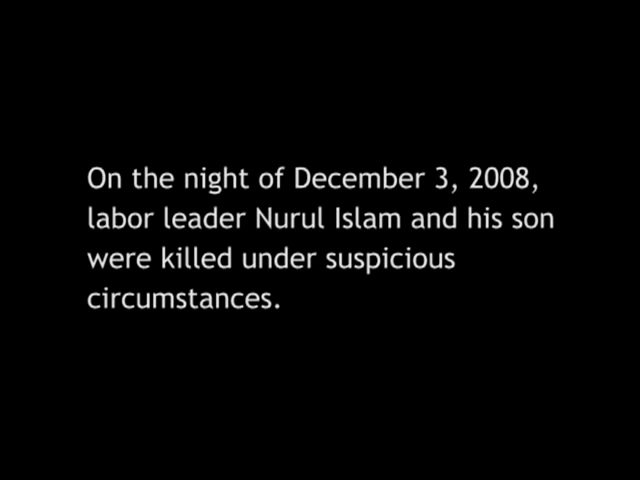 On the night of December 3, 2008,
labor leader Nurul Islam and his son
were killed under suspicious
circumstances.